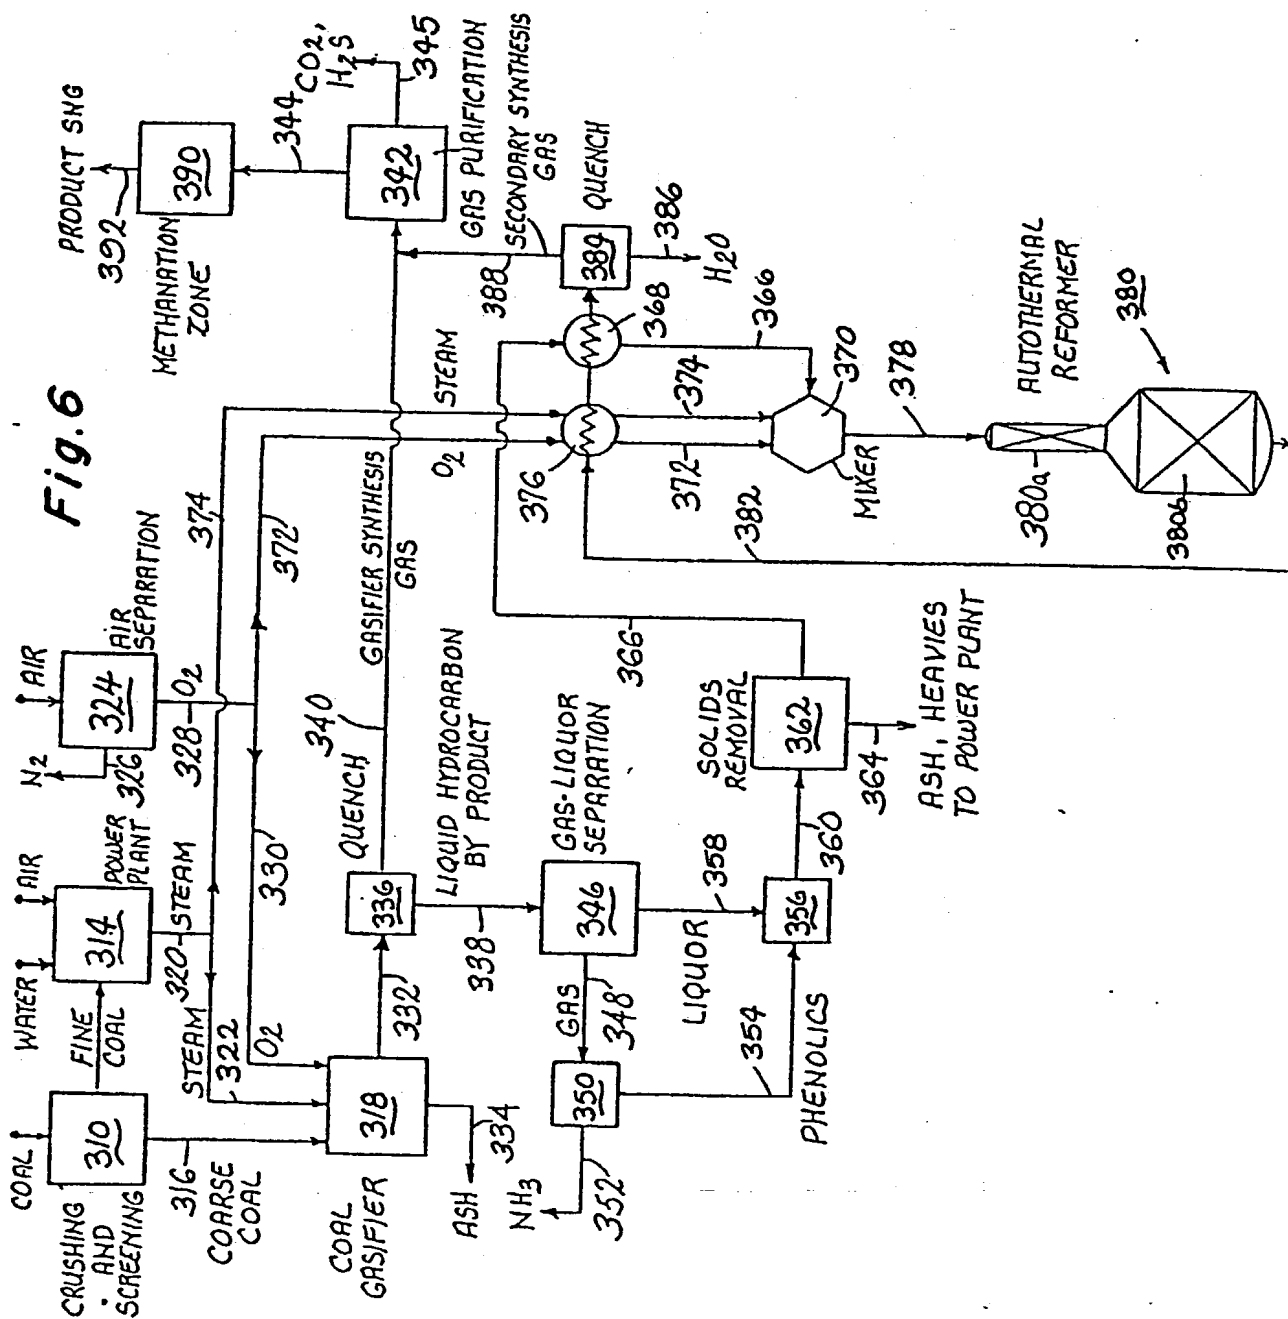 Fig. 6
COAL
310
CRUSHING
AND
SCREENING
FINE
COAL
WATER
AIR
314
POWER
PLANT
N2
326
AIR
324
AIR
SEPARATION
328
O2
320
STEAM
STEAM
322
O2
330
372
374
316
COARSE
COAL
318
COAL
GASIFIER
ASH
334
332
336
QUENCH
340
GASIFIER SYNTHESIS
GAS
338
LIQUID HYDROCARBON
BY PRODUCT
346
GAS-LIQUOR
SEPARATION
GAS
348
350
NH3
352
354
PHENOLICS
LIQUOR
358
356
360
362
SOLIDS
REMOVAL
364
ASH, HEAVIES
TO POWER PLANT
366
O2
STEAM
376
368
372
374
366
382
370
MIXER
378
AUTOTHERMAL
REFORMER
380
380a
380b
384
QUENCH
386
H2O
388
SECONDARY SYNTHESIS
GAS
342
GAS PURIFICATION
345
CO2,
H2S
344
390
METHANATION
ZONE
392
PRODUCT SNG